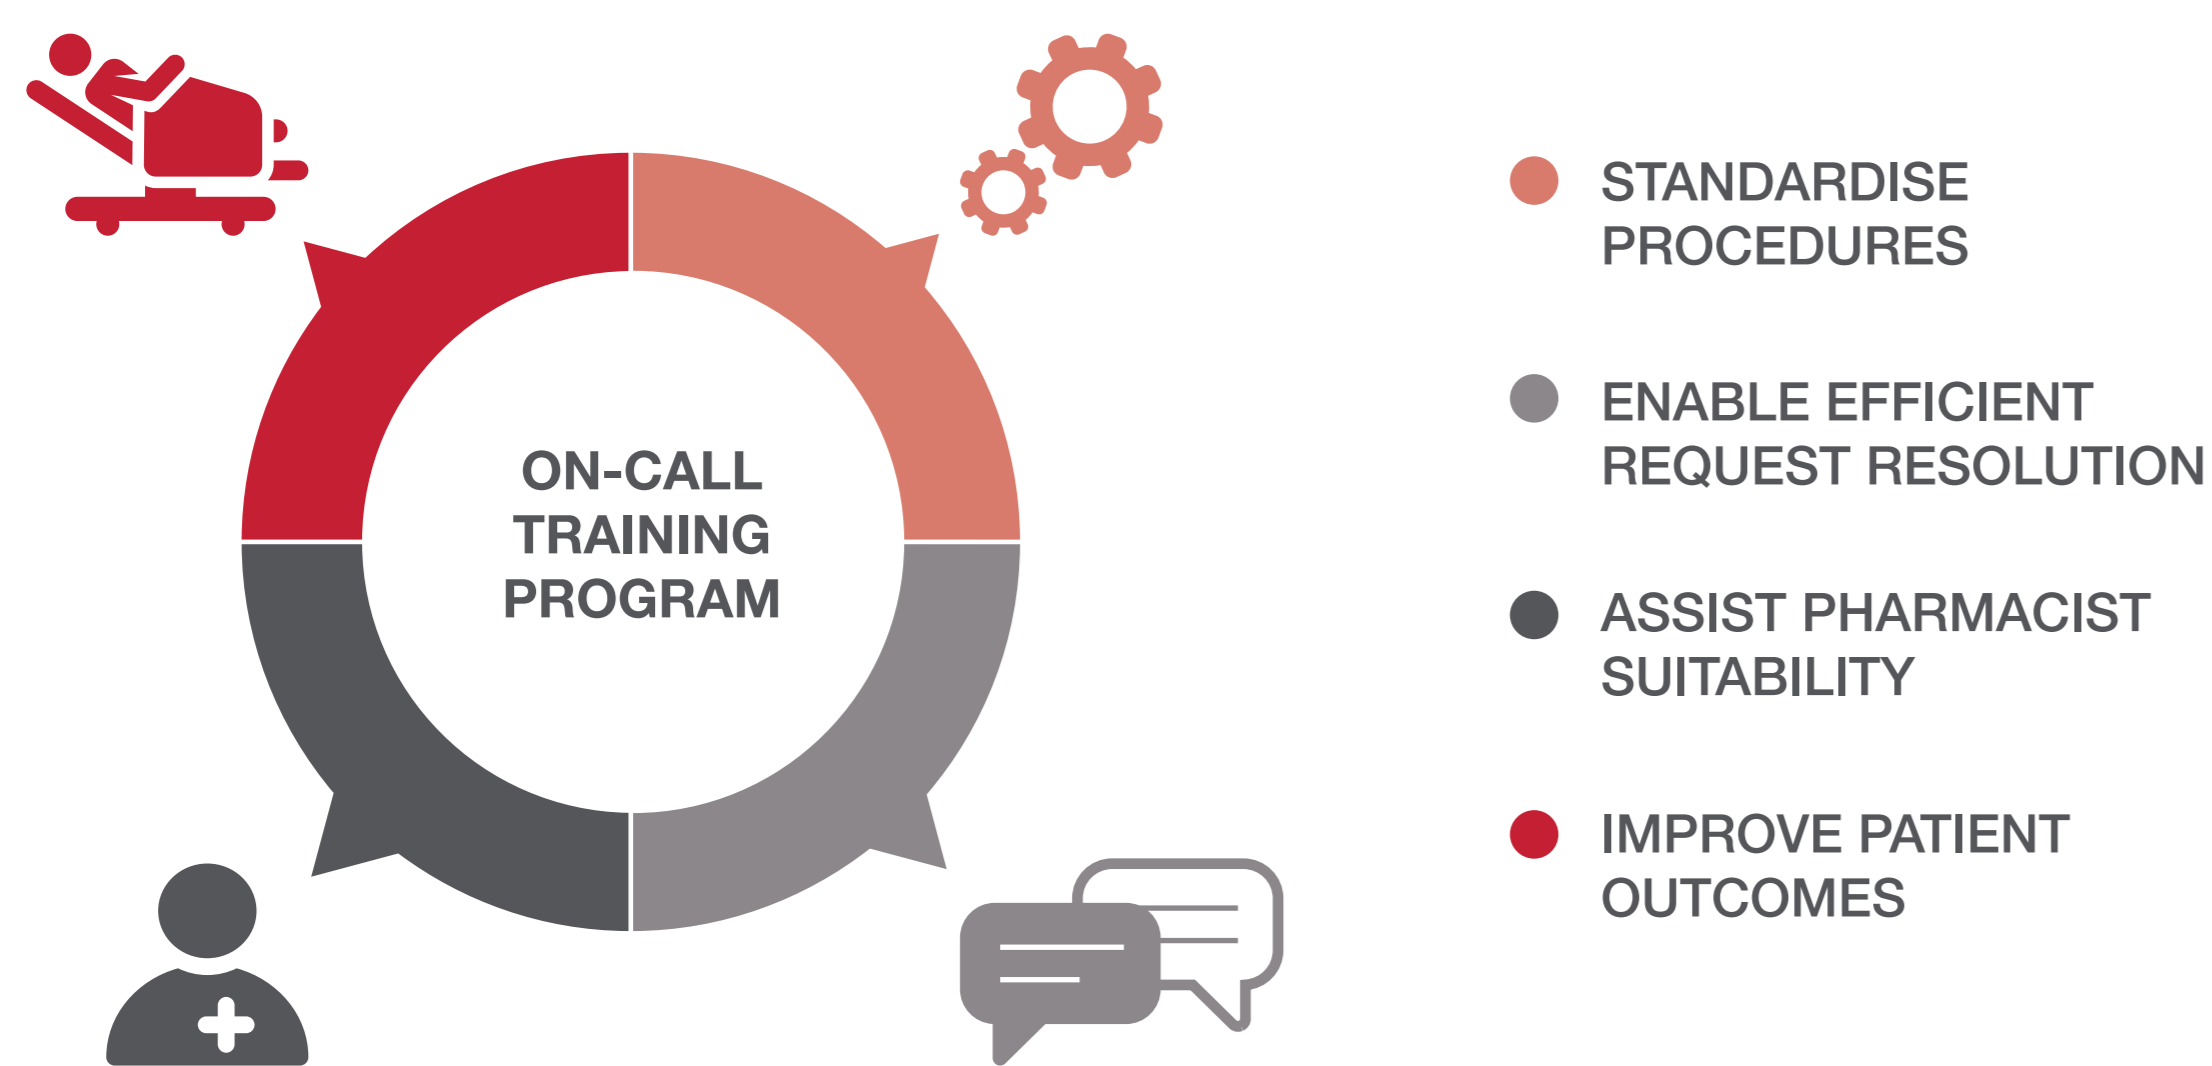 ON-CALL
TRAINING
PROGRAM
STANDARDISE
PROCEDURES
ENABLE EFFICIENT
REQUEST RESOLUTION
ASSIST PHARMACIST
SUITABILITY
IMPROVE PATIENT
OUTCOMES